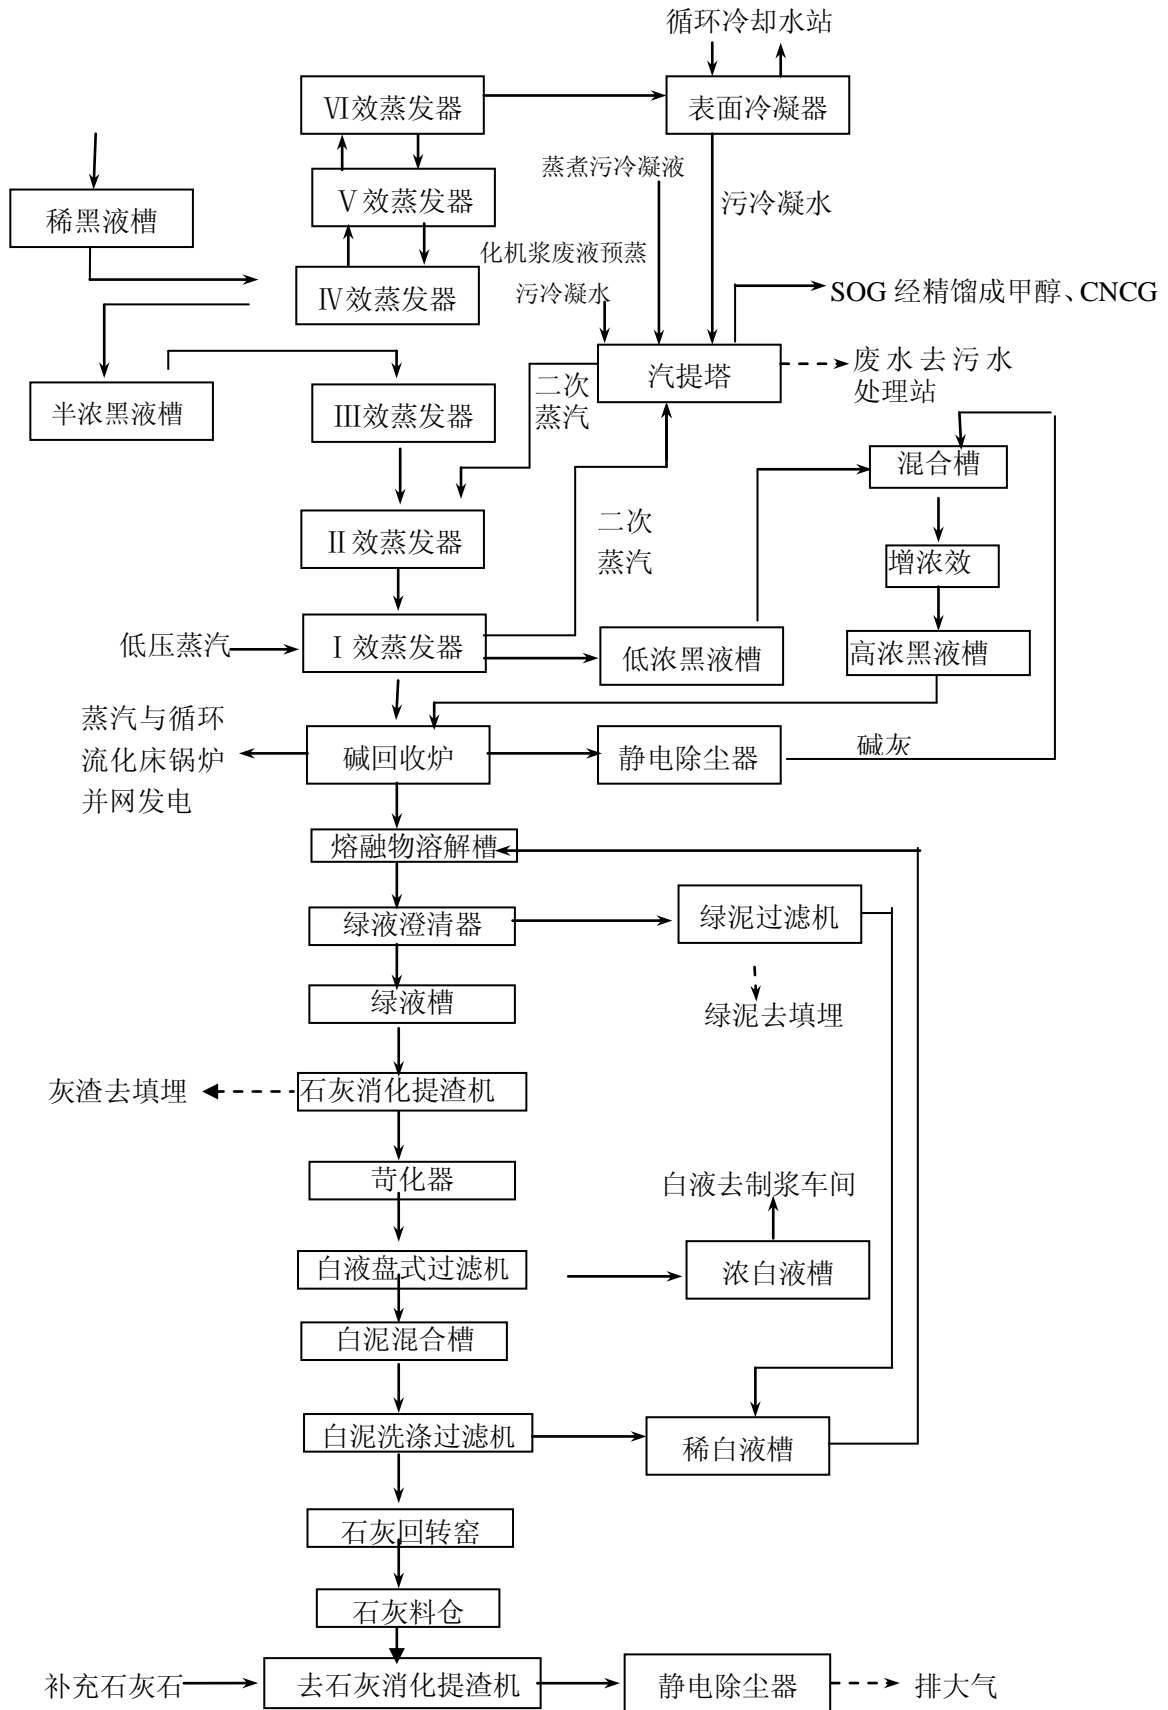 循环冷却水站
Ⅵ效蒸发器
表面冷凝器
蒸煮污冷凝液
稀黑液槽
Ⅴ效蒸发器
污冷凝水
化机浆废液预蒸
污冷凝水
Ⅳ效蒸发器
SOG 经精馏成甲醇、CNCG
半浓黑液槽
Ⅲ效蒸发器
二次
蒸汽
汽提塔
废水去污水
处理站
混合槽
Ⅱ效蒸发器
二次
蒸汽
增浓效
低压蒸汽
Ⅰ效蒸发器
低浓黑液槽
高浓黑液槽
蒸汽与循环
流化床锅炉
并网发电
碱回收炉
静电除尘器
碱灰
熔融物溶解槽
绿液澄清器
绿泥过滤机
绿液槽
绿泥去填埋
灰渣去填埋
石灰消化提渣机
苛化器
白液去制浆车间
白液盘式过滤机
浓白液槽
白泥混合槽
白泥洗涤过滤机
稀白液槽
石灰回转窑
石灰料仓
补充石灰石
去石灰消化提渣机
静电除尘器
排大气